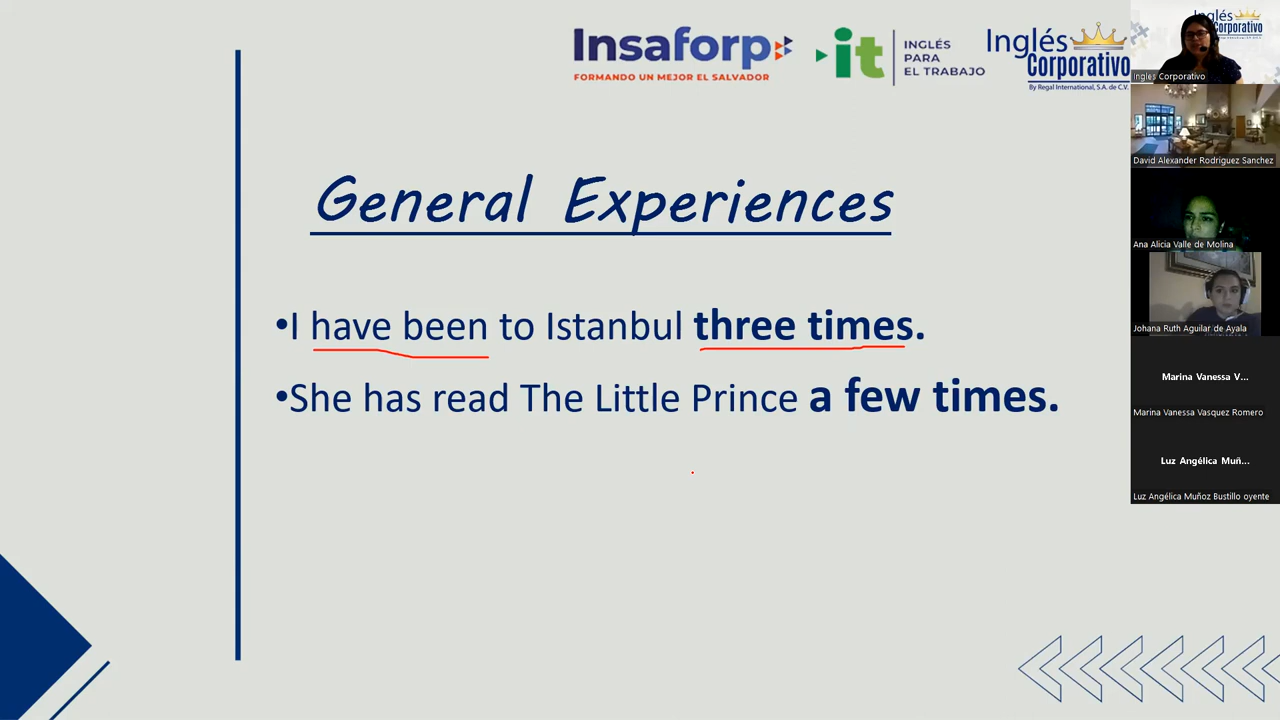 Insaforp
FORMANDO UN MEJOR EL SALVADOR
it
INGLÉS
PARA
EL TRABAJO
Inglés
Corporativo
By Regal International, S.A. de C.V.
General Experiences
•I have been to Istanbul three times.
•She has read The Little Prince a few times.
Inglés
Corporativo
Ingles Corporativo
David Alexander Rodriguez Sanchez
Ana Alicia Valle de Molina
Johana Ruth Aguilar de Ayala
Marina Vanessa V...
Marina Vanessa Vasquez Romero
Luz Angélica Muñ...
Luz Angélica Muñoz Bustillo oyente